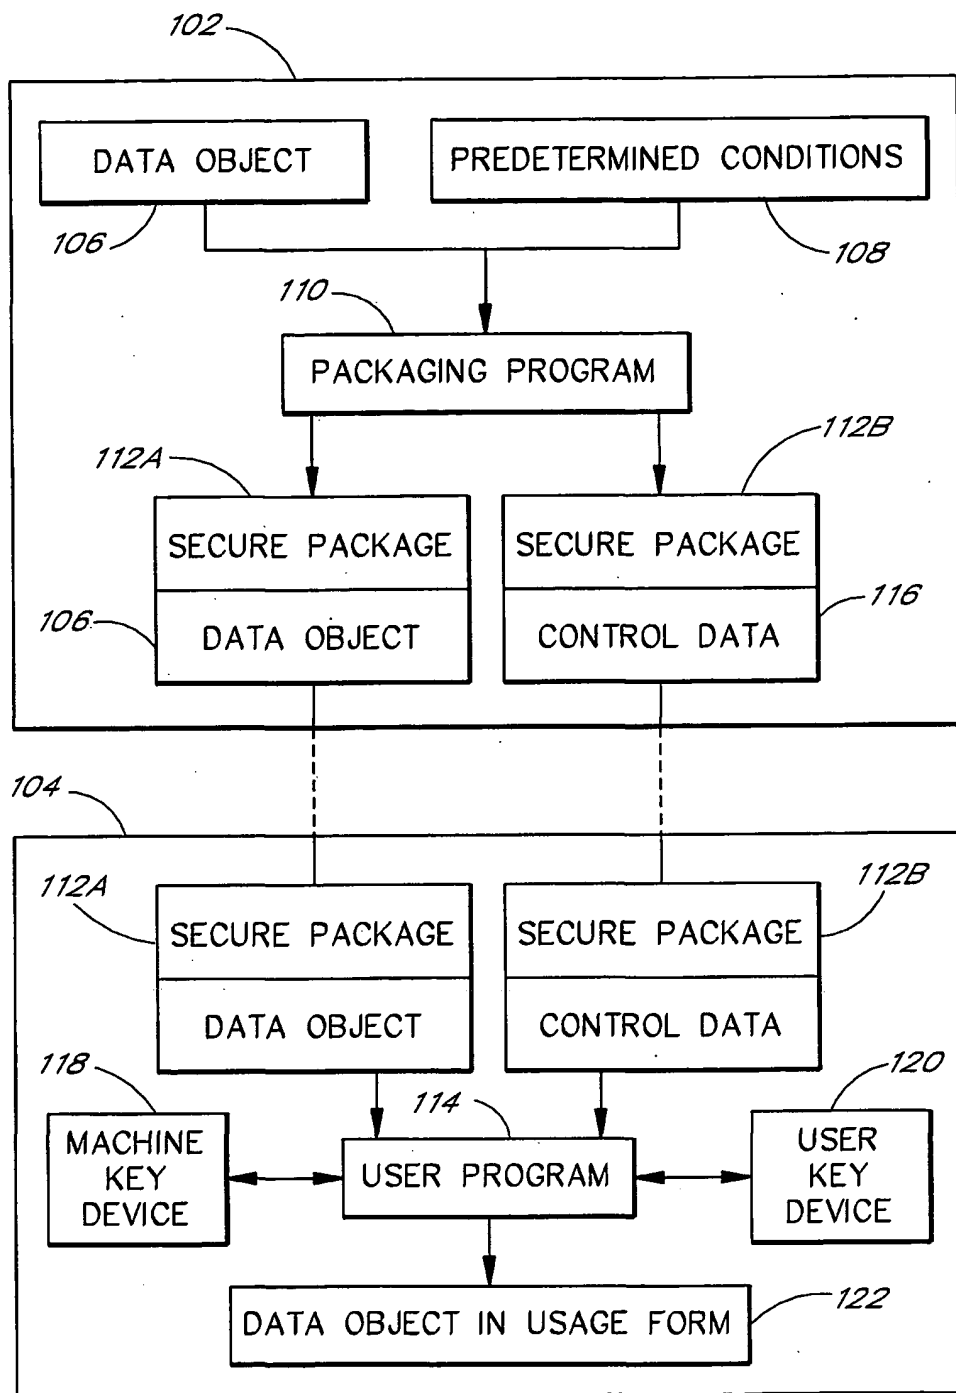 102
DATA OBJECT
PREDETERMINED CONDITIONS
106
108
110
PACKAGING PROGRAM
112A
112B
SECURE PACKAGE
SECURE PACKAGE
106
DATA OBJECT
CONTROL DATA
116
104
112A
112B
SECURE PACKAGE
SECURE PACKAGE
DATA OBJECT
CONTROL DATA
118
114
120
MACHINE
KEY
DEVICE
USER PROGRAM
USER
KEY
DEVICE
DATA OBJECT IN USAGE FORM
122